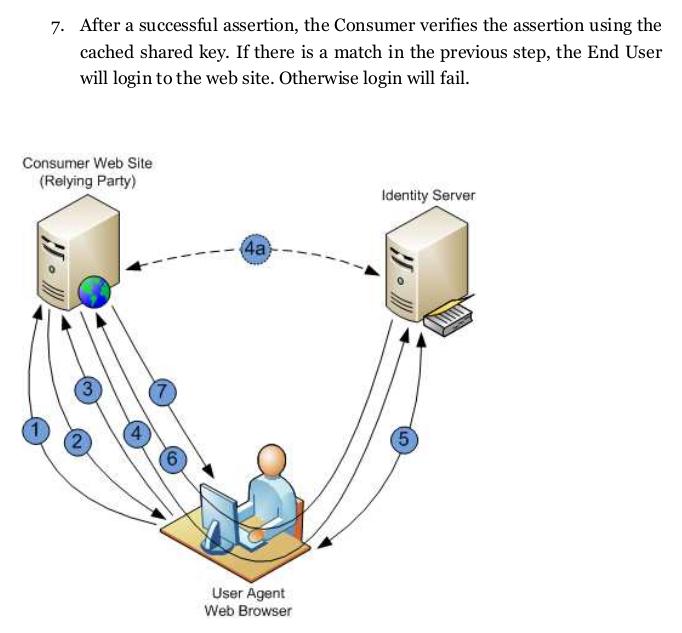 7. After a successful assertion, the Consumer verifies the assertion using the
cached shared key. If there is a match in the previous step, the End User
will login to the web site. Otherwise login will fail.
Consumer Web Site
(Relying Party)
Identity Server
4a
3
7
1
2
4
6
5
User Agent
Web Browser